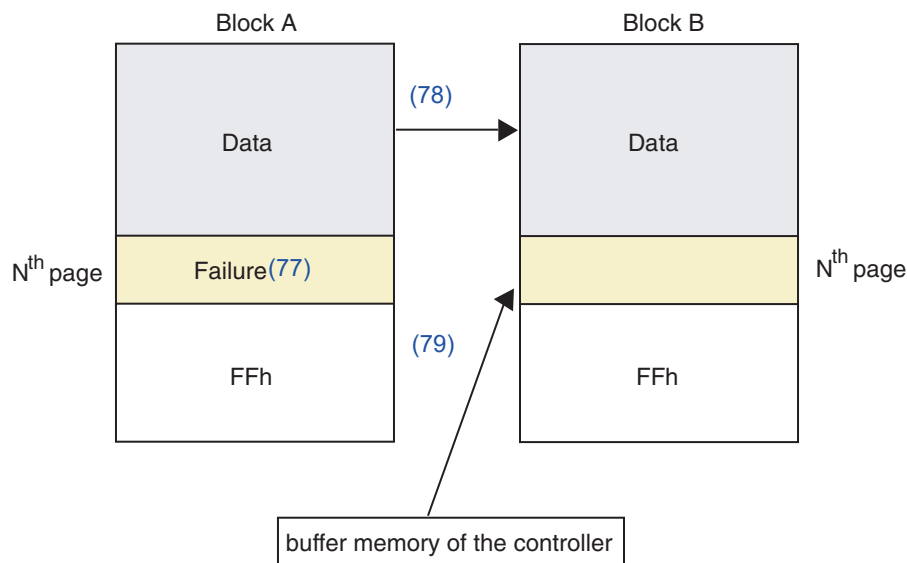 Block A
Block B
(78)
Data
Data
Nth page
Failure(77)
Nth page
(79)
FFh
FFh
buffer memory of the controller